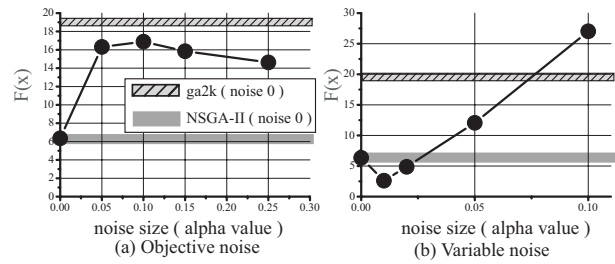 F(x)
20
18
16
14
12
10
8
6
4
2
0
0.00 0.05 0.10 0.15 0.20 0.25 0.30
ga2k ( noise 0 )
NSGA-II ( noise 0 )
noise size ( alpha value )
(a) Objective noise
F(x)
30
25
20
15
10
5
0
0.00 0.05 0.10
noise size ( alpha value )
(b) Variable noise